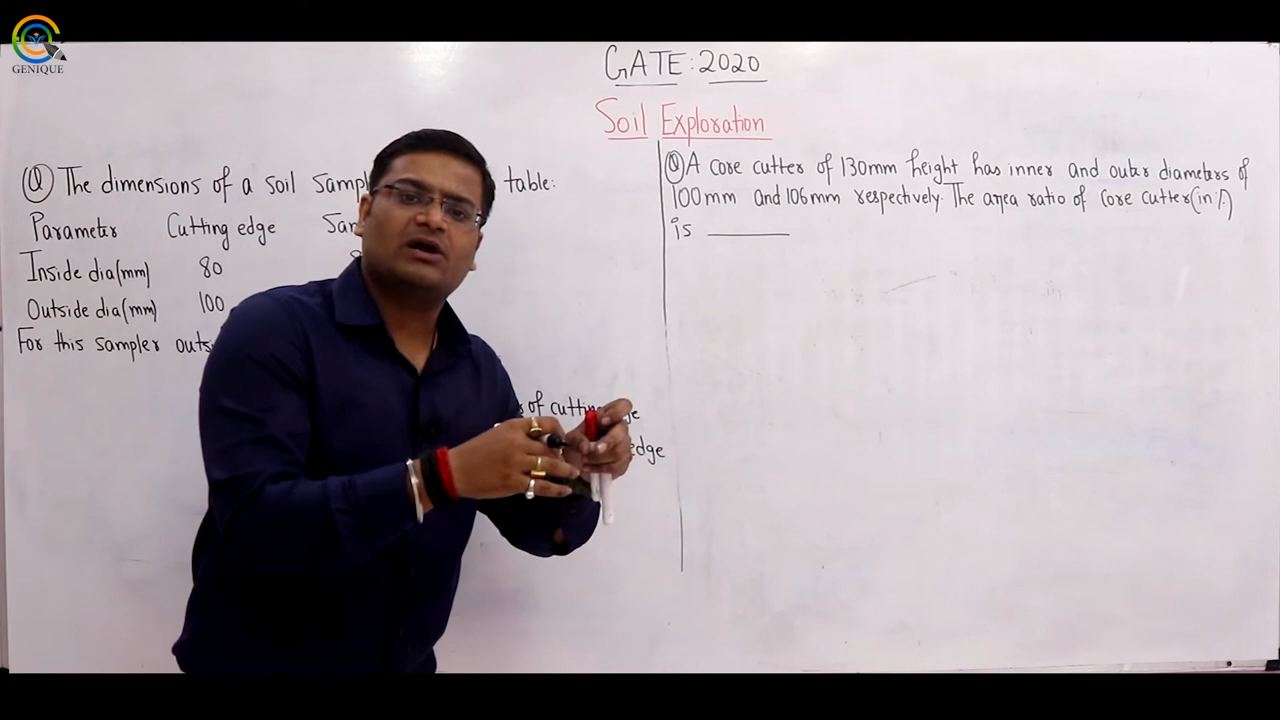 GENIQUE
GATE: 2020
Soil Exploration
Q The dimensions of a soil table:
Parameter Cutting edge
Inside dia(mm) 80
Outside dia(mm) 100
For this sampler
of cutting
edge
Q A core cutter of 130mm height has inner and outer diameters of
100mm and 106mm respectively. The area ratio of core cutter(in %)
is